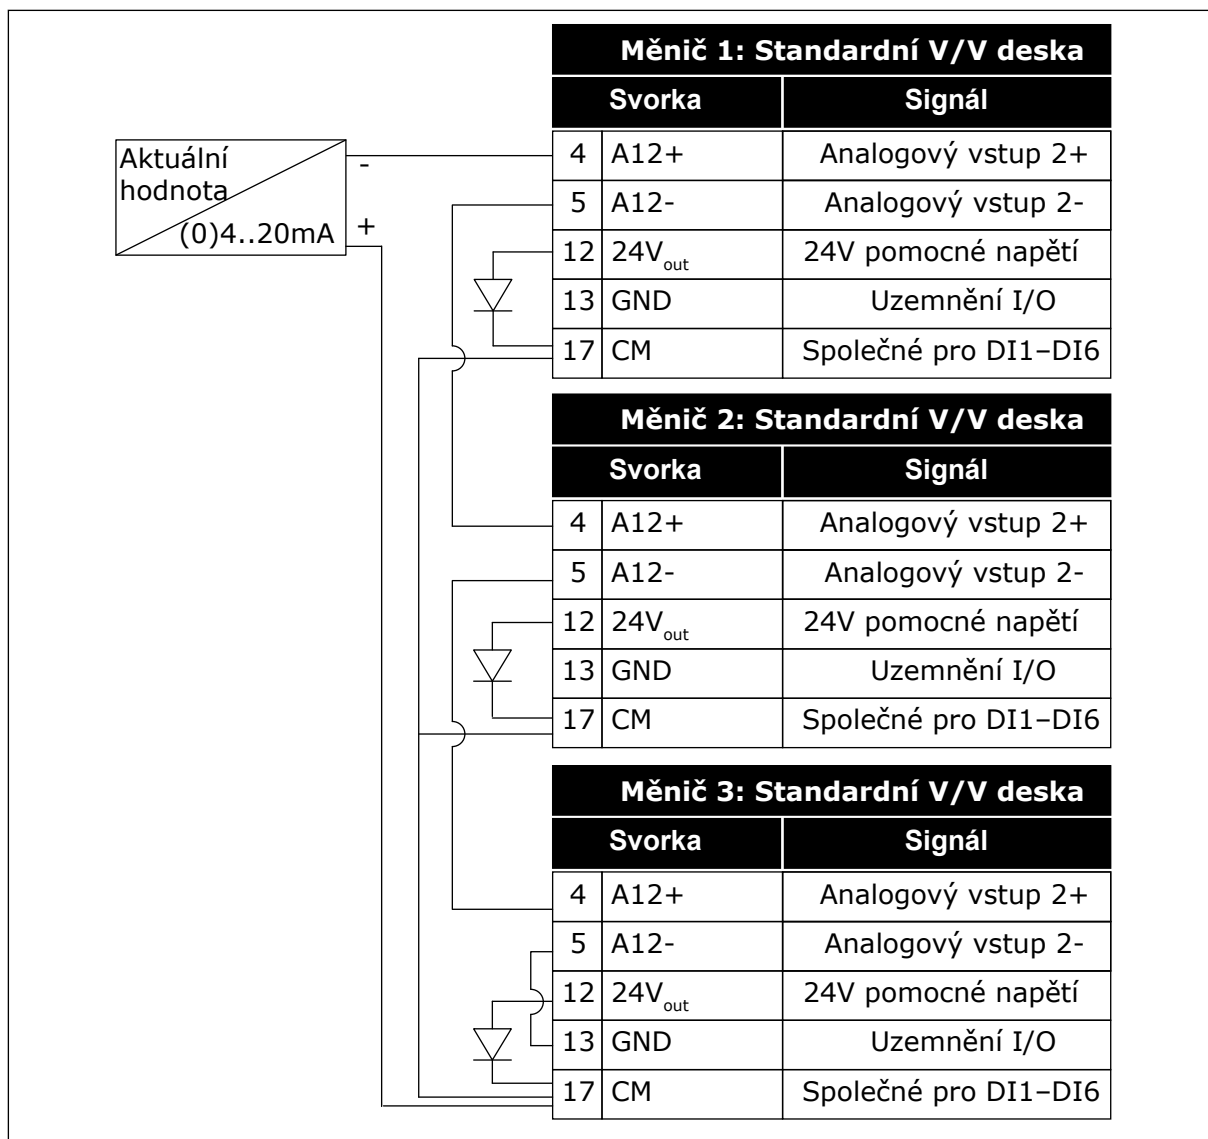 Aktuální
hodnota
(0)4..20mA
-
+
Měnič 1: Standardní V/V deska
Svorka Signál
4 A12+ Analogový vstup 2+
5 A12- Analogový vstup 2-
12 24Vout 24V pomocné napětí
13 GND Uzemnění I/O
17 CM Společné pro DI1–DI6
Měnič 2: Standardní V/V deska
Svorka Signál
4 A12+ Analogový vstup 2+
5 A12- Analogový vstup 2-
12 24Vout 24V pomocné napětí
13 GND Uzemnění I/O
17 CM Společné pro DI1–DI6
Měnič 3: Standardní V/V deska
Svorka Signál
4 A12+ Analogový vstup 2+
5 A12- Analogový vstup 2-
12 24Vout 24V pomocné napětí
13 GND Uzemnění I/O
17 CM Společné pro DI1–DI6